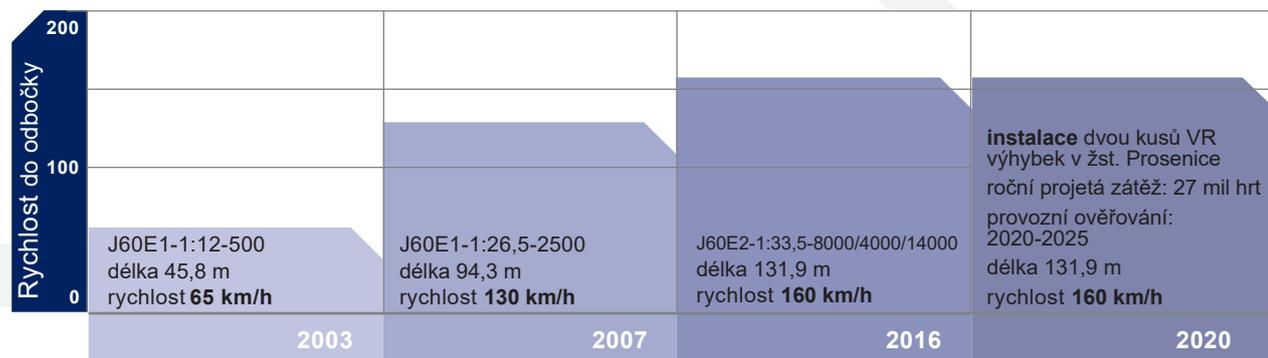 200
100
0
Rychlost do odbočky
J60E1-1:12-500
délka 45,8 m
rychlost 65 km/h
2003
J60E1-1:26,5-2500
délka 94,3 m
rychlost 130 km/h
2007
J60E2-1:33,5-8000/4000/14000
délka 131,9 m
rychlost 160 km/h
2016
instalace dvou kusů VR
výhybek v žst. Prosenice
roční projetá zátěž: 27 mil hrt
provozní ověřování:
2020-2025
délka 131,9 m
rychlost 160 km/h
2020